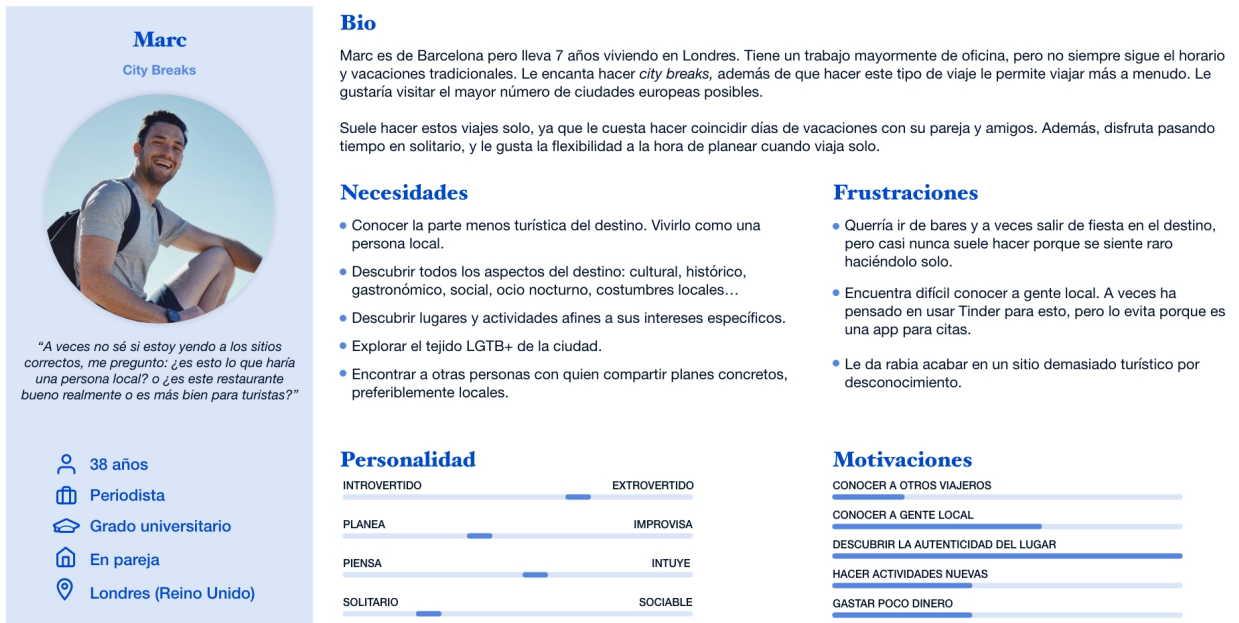 Marc
City Breaks
“A veces no sé si estoy yendo a los sitios
correctos, me pregunto: ¿es esto lo que haría
una persona local? o ¿es este restaurante
bueno realmente o es más bien para turistas?”
38 años
Periodista
Grado universitario
En pareja
Londres (Reino Unido)
Bio
Marc es de Barcelona pero lleva 7 años viviendo en Londres. Tiene un trabajo mayormente de oficina, pero no siempre sigue el horario
y vacaciones tradicionales. Le encanta hacer city breaks, además de que hacer este tipo de viaje le permite viajar más a menudo. Le
gustaría visitar el mayor número de ciudades europeas posibles.
Suele hacer estos viajes solo, ya que le cuesta hacer coincidir días de vacaciones con su pareja y amigos. Además, disfruta pasando
tiempo en solitario, y le gusta la flexibilidad a la hora de planear cuando viaja solo.
Necesidades
Conocer la parte menos turística del destino. Vivirlo como una
persona local.
Descubrir todos los aspectos del destino: cultural, histórico,
gastronómico, social, ocio nocturno, costumbres locales…
Descubrir lugares y actividades afines a sus intereses específicos.
Explorar el tejido LGTB+ de la ciudad.
Encontrar a otras personas con quien compartir planes concretos,
preferiblemente locales.
Frustraciones
Querría ir de bares y a veces salir de fiesta en el destino,
pero casi nunca suele hacer porque se siente raro
haciéndolo solo.
Encuentra difícil conocer a gente local. A veces ha
pensado en usar Tinder para esto, pero lo evita porque es
una app para citas.
Le da rabia acabar en un sitio demasiado turístico por
desconocimiento.
Personalidad
INTROVERTIDO EXTROVERTIDO
PLANEA IMPROVISA
PIENSA INTUYE
SOLITARIO SOCIABLE
Motivaciones
CONOCER A OTROS VIAJEROS
CONOCER A GENTE LOCAL
DESCUBRIR LA AUTENTICIDAD DEL LUGAR
HACER ACTIVIDADES NUEVAS
GASTAR POCO DINERO